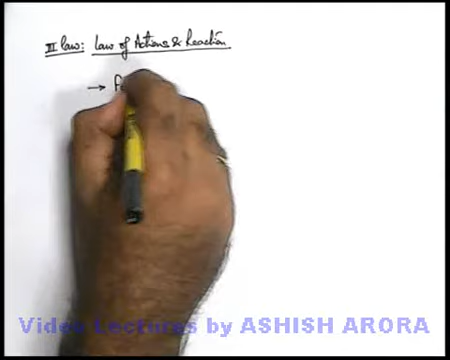 III law: Law of Actions & Reaction
→ F
Video Lectures by ASHISH ARORA